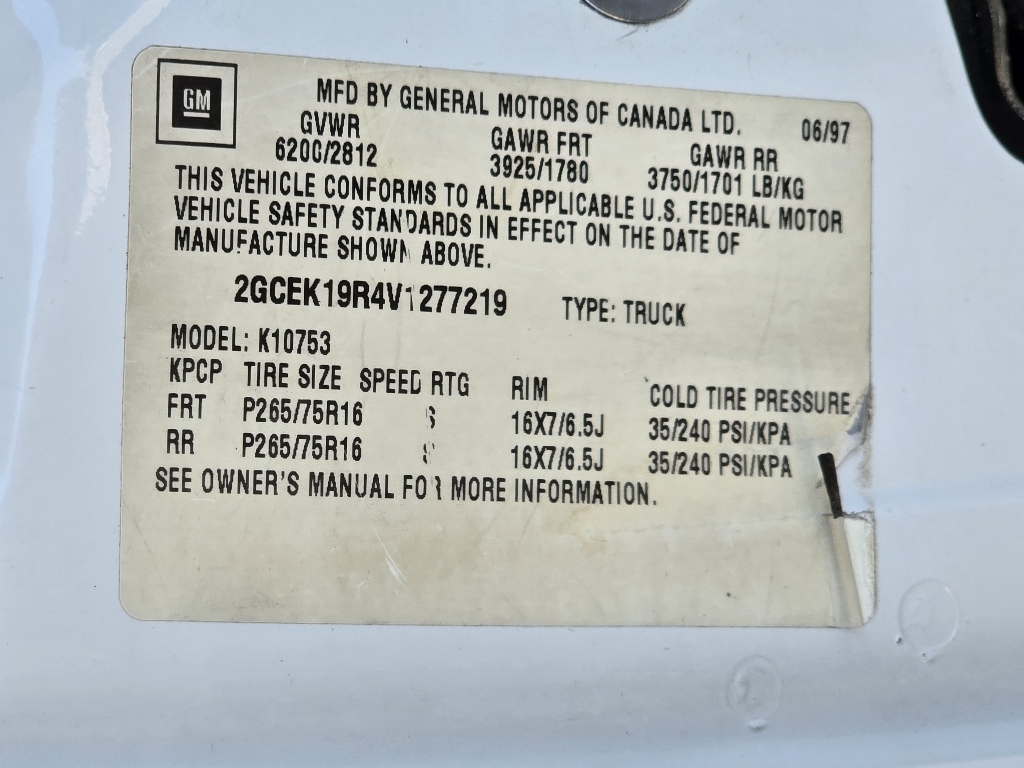 GM
MFD BY GENERAL MOTORS OF CANADA LTD. 06/97
GVWR GAWR FRT GAWR RR
6200/2812 3925/1780 3750/1701 LB/KG
THIS VEHICLE CONFORMS TO ALL APPLICABLE U.S. FEDERAL MOTOR
VEHICLE SAFETY STANDARDS IN EFFECT ON THE DATE OF
MANUFACTURE SHOWN ABOVE.
2GCEK19R4V1277219 TYPE: TRUCK
MODEL: K10753
KPCP TIRE SIZE SPEED RTG RIM COLD TIRE PRESSURE
FRT P265/75R16 S 16X7/6.5J 35/240 PSI/KPA
RR P265/75R16 16X7/6.5J 35/240 PSI/KPA
SEE OWNER'S MANUAL FOR MORE INFORMATION.